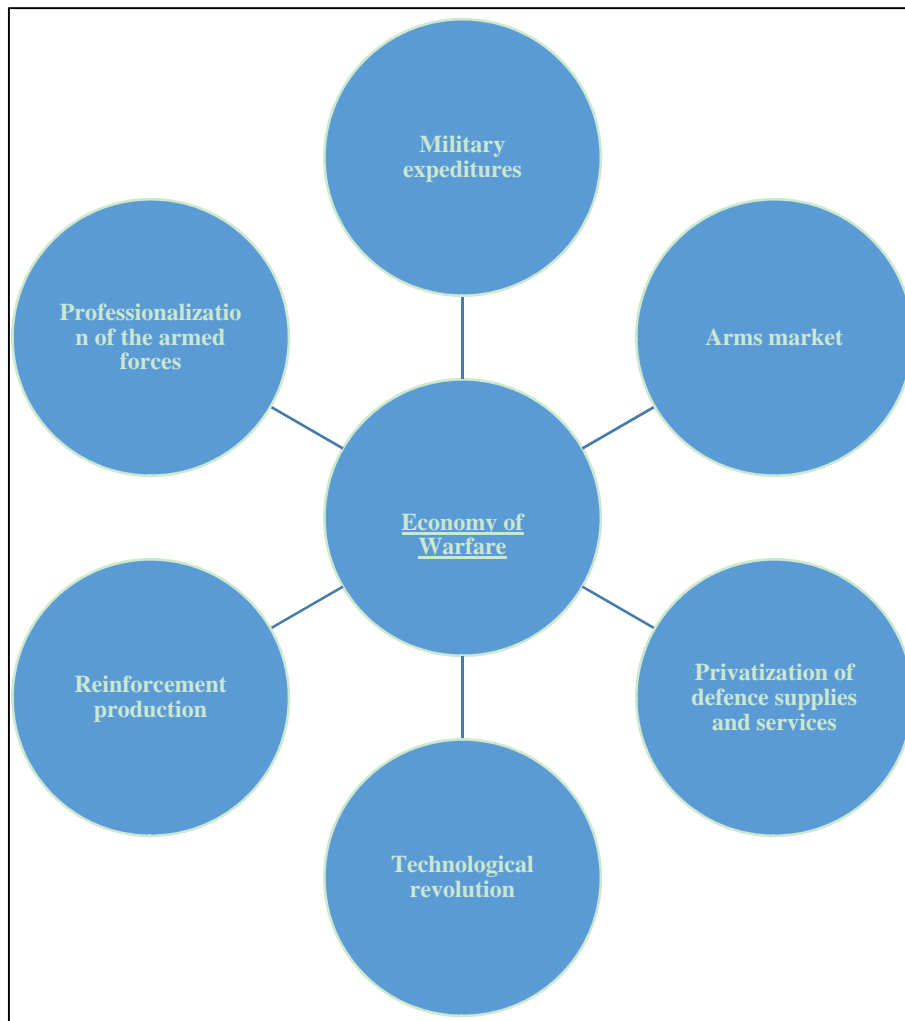 Military
expeditures
Professionalizatio
n of the armed
forces
Arms market
Economy of
Warfare
Reinforcement
production
Privatization of
defence supplies
and services
Technological
revolution